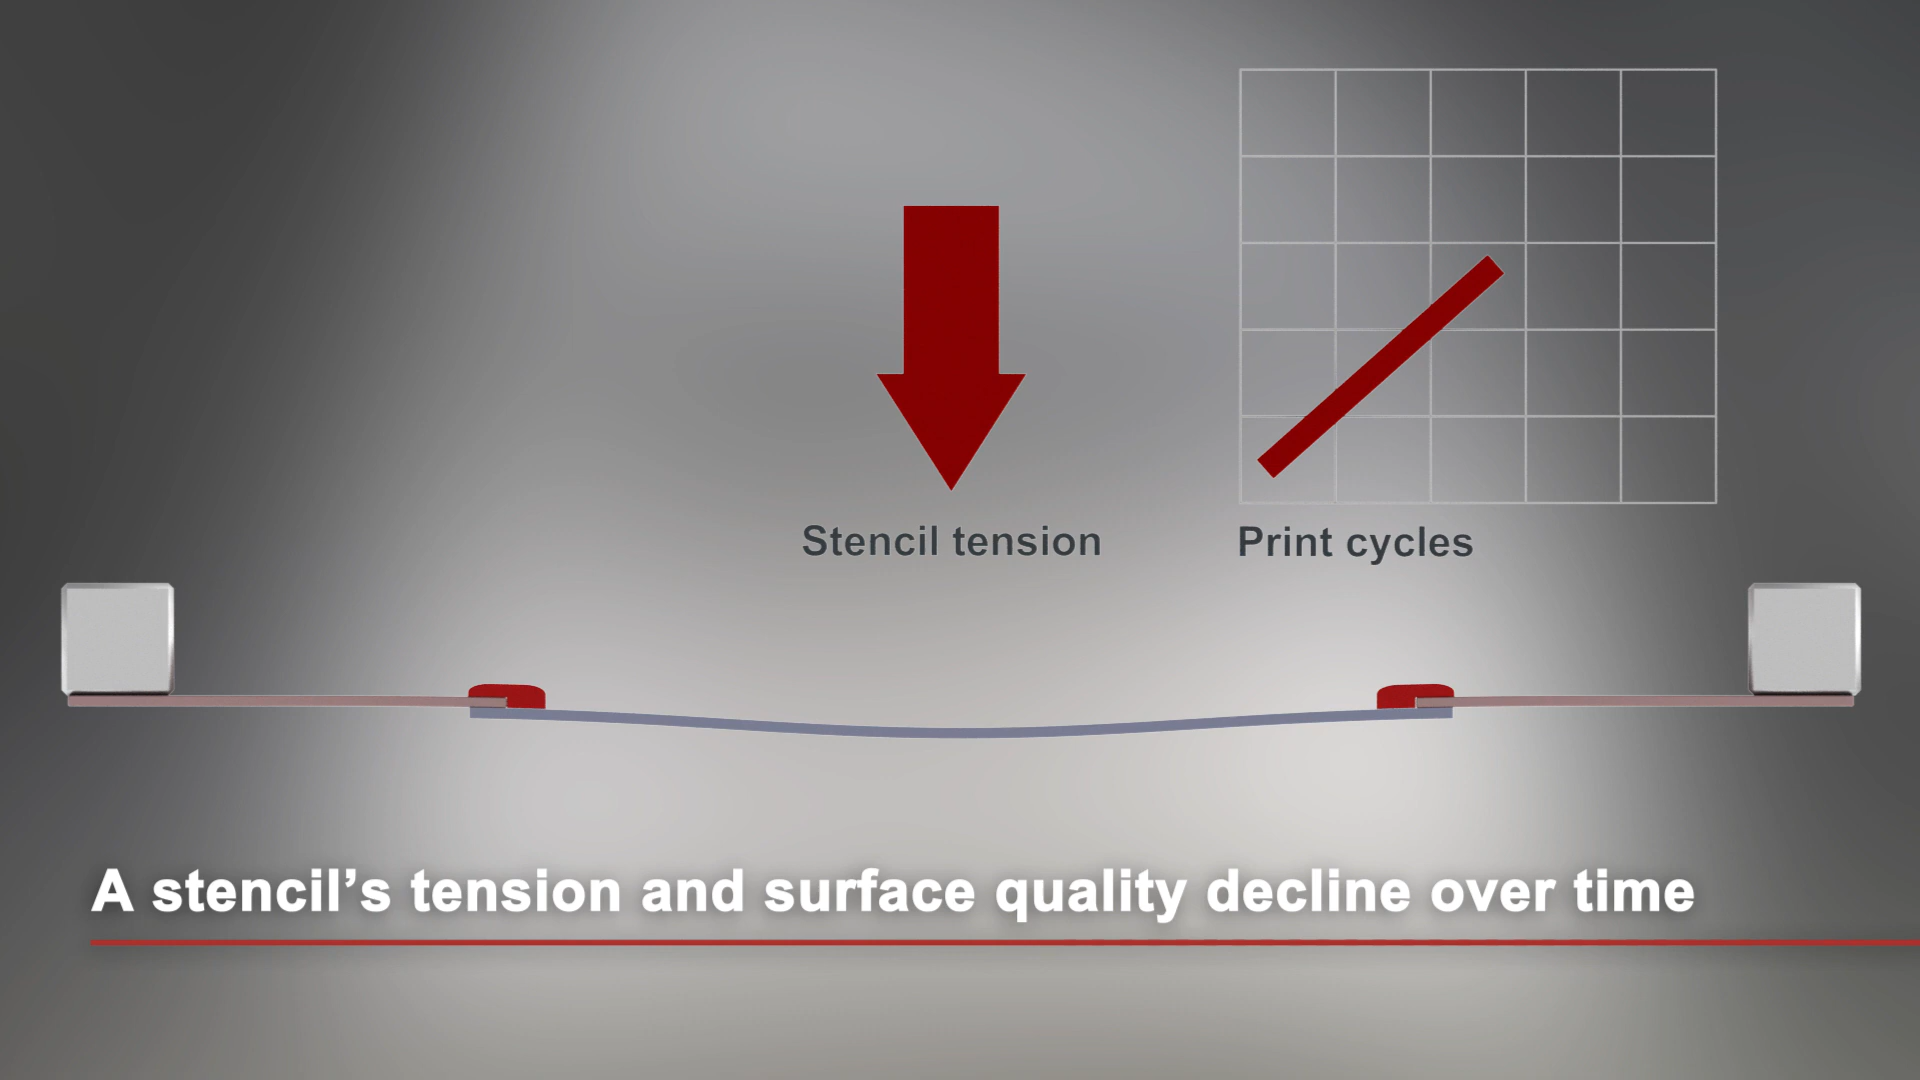 Stencil tension
Print cycles
A stencil’s tension and surface quality decline over time